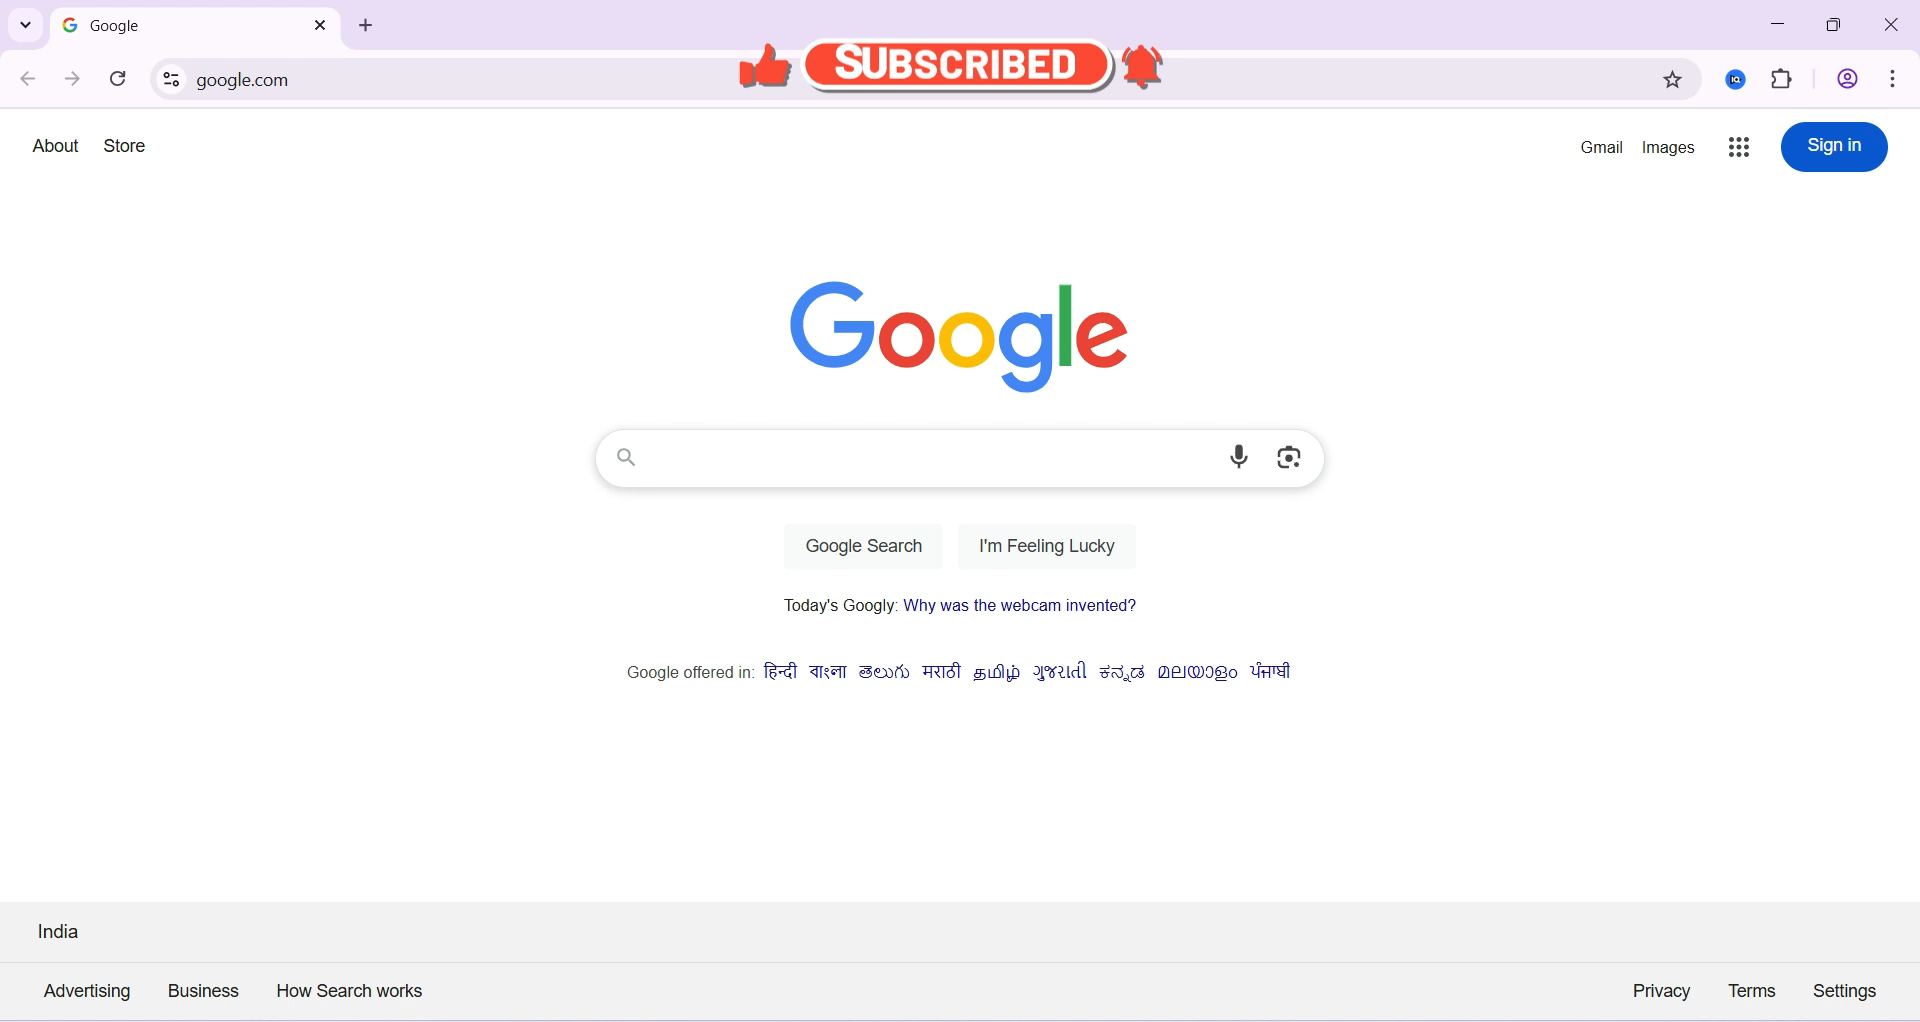 Google
google.com
SUBSCRIBED
About Store
Gmail Images Sign in
Google
Google Search I'm Feeling Lucky
Today's Googly: Why was the webcam invented?
Google offered in: हिन्दी বাংলা తెలుగు मराठी தமிழ் ગુજરાતી ಕನ್ನಡ മലയാളം ਪੰਜਾਬੀ
India
Advertising Business How Search works
Privacy Terms Settings